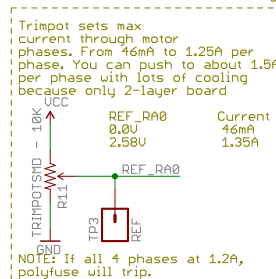 Trimpot sets max
current through motor
phases. From 46mA to 1.25A per
phase. You can push to about 1.5A
per phase with lots of cooling
because only 2-layer board
VCC
REF_RA0 Current
0.0V 46mA
2.58V 1.35A
TRIMPOTSMD - 10K
R11
REF_RA0
TP3
REF
GND
NOTE: If all 4 phases at 1.2A,
polyfuse will trip.